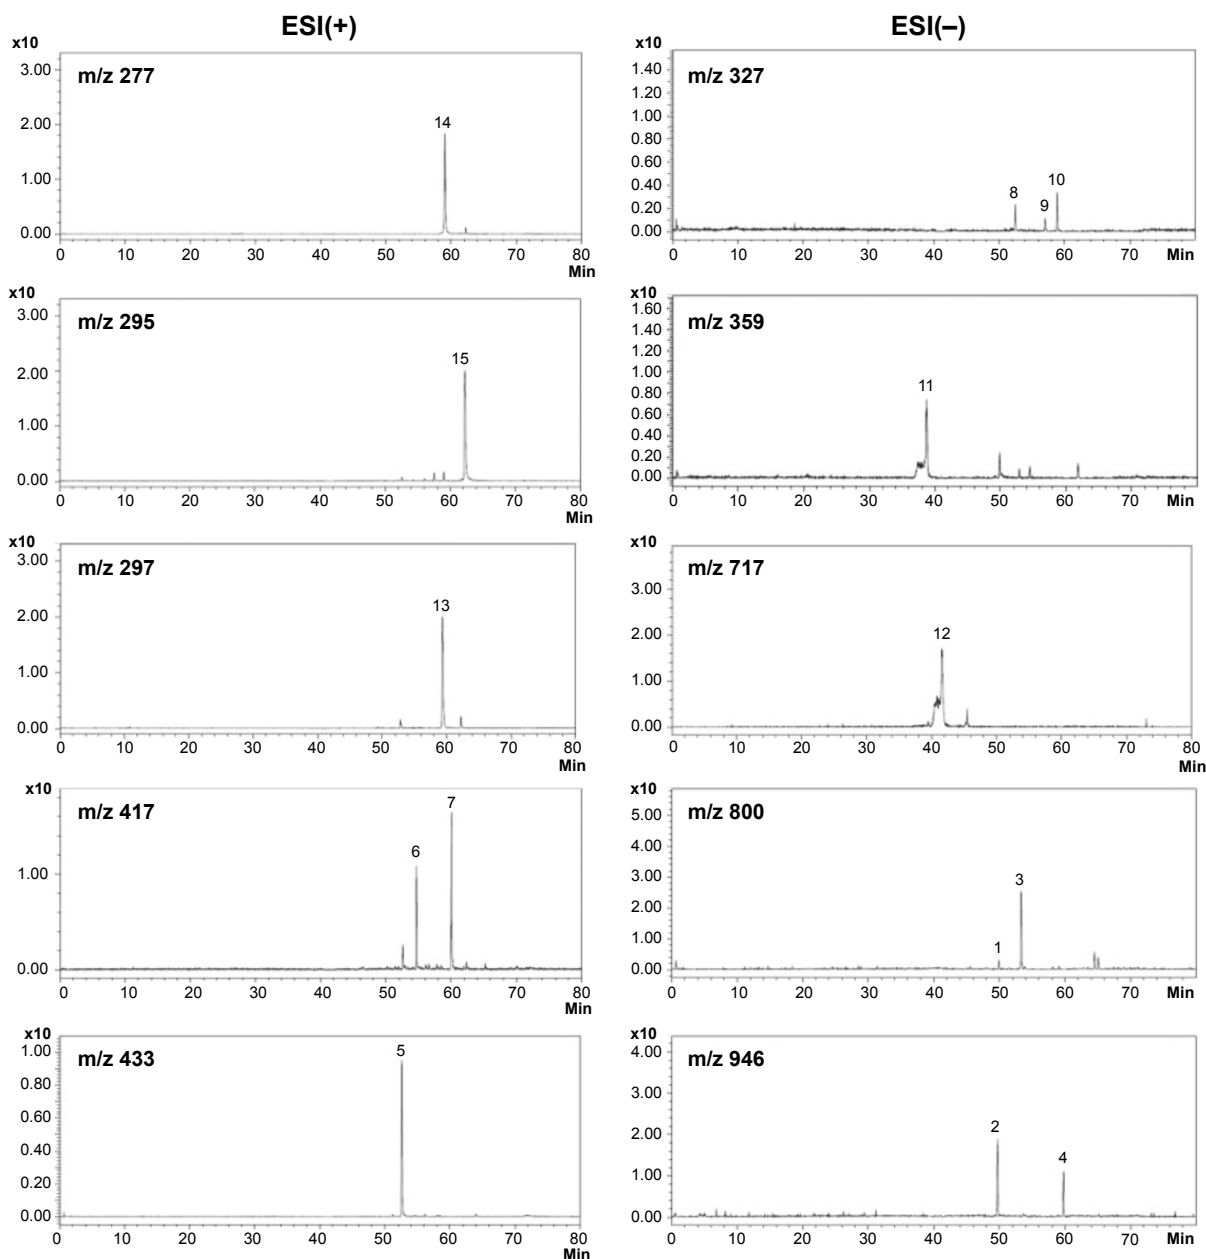 ESI(+)
x10
m/z 277
3.00
2.00
1.00
0.00
14
0 10 20 30 40 50 60 70 80
Min
x10
m/z 295
3.00
2.00
1.00
0.00
15
0 10 20 30 40 50 60 70 80
Min
x10
m/z 297
3.00
2.00
1.00
0.00
13
0 10 20 30 40 50 60 70 80
Min
x10
m/z 417
1.00
0.00
6
7
0 10 20 30 40 50 60 70 80
Min
x10
m/z 433
1.00
0.80
0.60
0.40
0.20
0.00
5
0 10 20 30 40 50 60 70 80
Min
ESI(–)
x10
m/z 327
1.40
1.20
1.00
0.80
0.60
0.40
0.20
0.00
8
9
10
0 10 20 30 40 50 60 70 Min
x10
m/z 359
1.60
1.40
1.20
1.00
0.80
0.60
0.40
0.20
0.00
11
0 10 20 30 40 50 60 70 Min
x10
m/z 717
3.00
2.00
1.00
0.00
12
0 10 20 30 40 50 60 70 80
Min
x10
m/z 800
5.00
4.00
3.00
2.00
1.00
0.00
1
3
0 10 20 30 40 50 60 70 Min
x10
m/z 946
4.00
3.00
2.00
1.00
0.00
2
4
0 10 20 30 40 50 60 70 Min